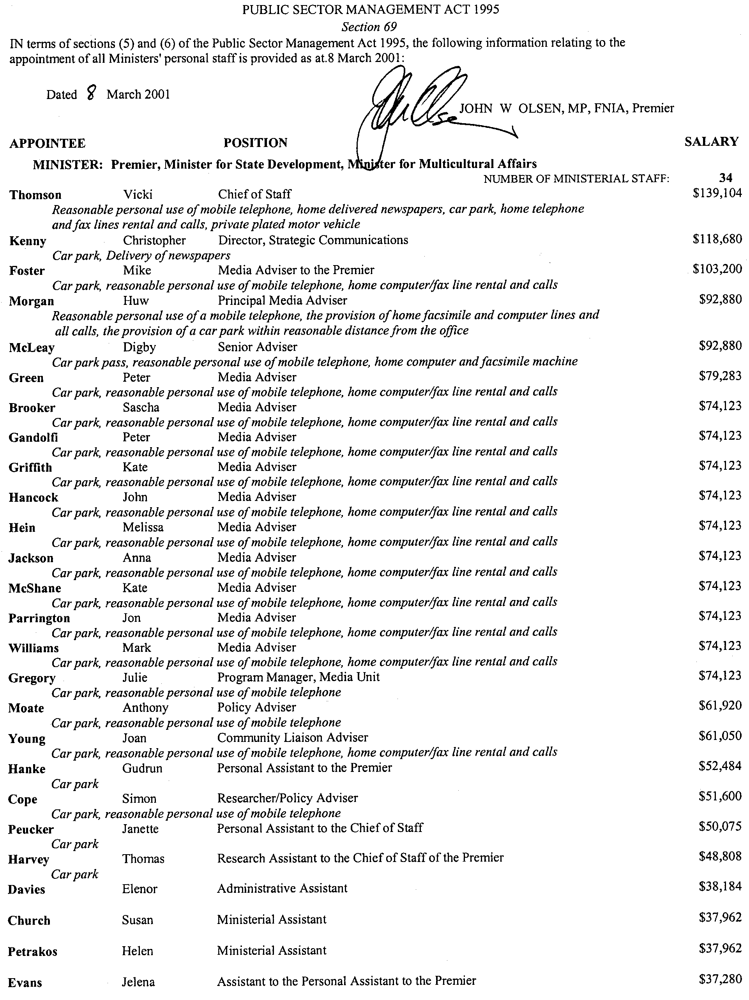 PUBLIC SECTOR MANAGEMENT ACT 1995
Section 69
IN terms of sections (5) and (6) of the Public Sector Management Act 1995, the following information relating to the
appointment of all Ministers' personal staff is provided as at.8 March 2001:
Dated 8 March 2001
JOHN W OLSEN, MP, FNIA, Premier
APPOINTEE POSITION SALARY
MINISTER: Premier, Minister for State Development, Minister for Multicultural Affairs
NUMBER OF MINISTERIAL STAFF: 34
Thomson Vicki Chief of Staff $139,104
Reasonable personal use of mobile telephone, home delivered newspapers, car park, home telephone
and fax lines rental and calls, private plated motor vehicle
Kenny Christopher Director, Strategic Communications $118,680
Car park, Delivery of newspapers
Foster Mike Media Adviser to the Premier $103,200
Car park, reasonable personal use of mobile telephone, home computer/fax line rental and calls
Morgan Huw Principal Media Adviser $92,880
Reasonable personal use of a mobile telephone, the provision of home facsimile and computer lines and
all calls, the provision of a car park within reasonable distance from the office
McLeay Digby Senior Adviser $92,880
Car park pass, reasonable personal use of mobile telephone, home computer and facsimile machine
Green Peter Media Adviser $79,283
Car park, reasonable personal use of mobile telephone, home computer/fax line rental and calls
Brooker Sascha Media Adviser $74,123
Car park, reasonable personal use of mobile telephone, home computer/fax line rental and calls
Gandolfi Peter Media Adviser $74,123
Car park, reasonable personal use of mobile telephone, home computer/fax line rental and calls
Griffith Kate Media Adviser $74,123
Car park, reasonable personal use of mobile telephone, home computer/fax line rental and calls
Hancock John Media Adviser $74,123
Car park, reasonable personal use of mobile telephone, home computer/fax line rental and calls
Hein Melissa Media Adviser $74,123
Car park, reasonable personal use of mobile telephone, home computer/fax line rental and calls
Jackson Anna Media Adviser $74,123
Car park, reasonable personal use of mobile telephone, home computer/fax line rental and calls
McShane Kate Media Adviser $74,123
Car park, reasonable personal use of mobile telephone, home computer/fax line rental and calls
Parrington Jon Media Adviser $74,123
Car park, reasonable personal use of mobile telephone, home computer/fax line rental and calls
Williams Mark Media Adviser $74,123
Car park, reasonable personal use of mobile telephone, home computer/fax line rental and calls
Gregory Julie Program Manager, Media Unit $74,123
Car park, reasonable personal use of mobile telephone
Moate Anthony Policy Adviser $61,920
Car park, reasonable personal use of mobile telephone
Young Joan Community Liaison Adviser $61,050
Car park, reasonable personal use of mobile telephone, home computer/fax line rental and calls
Hanke Gudrun Personal Assistant to the Premier $52,484
Car park
Cope Simon Researcher/Policy Adviser $51,600
Car park, reasonable personal use of mobile telephone
Peucker Janette Personal Assistant to the Chief of Staff $50,075
Car park
Harvey Thomas Research Assistant to the Chief of Staff of the Premier $48,808
Car park
Davies Elenor Administrative Assistant $38,184
Church Susan Ministerial Assistant $37,962
Petrakos Helen Ministerial Assistant $37,962
Evans Jelena Assistant to the Personal Assistant to the Premier $37,280